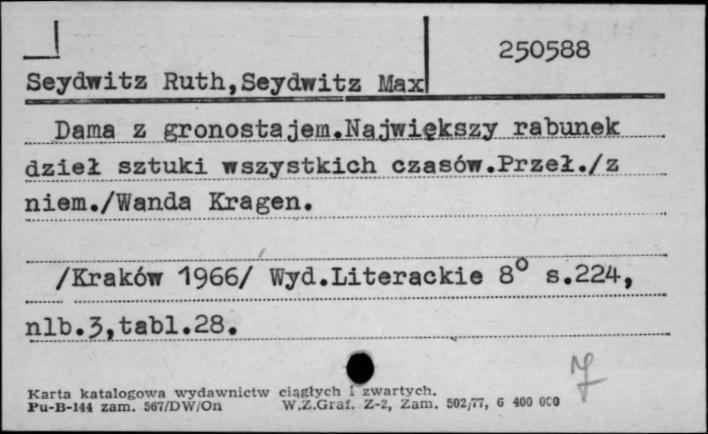 250588
Seydwitz Ruth,Seydwitz Max
Dama z gronostajem.Największy rabunek
dzieł sztuki wszystkich czasów.Przeł./z
niem./Wanda Kragen.
/Kraków 1966/ Wyd.Literackie 8° s.224,
nlb.3,tabl.28.
Karta katalogowa wydawnictw ciągłych i zwartych.
Pu-B-144 zam. 567/DW/On W.Z.Graf. Z-2, Zam. 502/77, 6 400 000